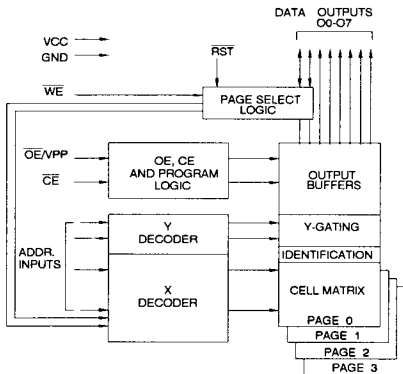 DATA OUTPUTS
O0-O7
VCC
GND
RST
WE
PAGE SELECT
LOGIC
OE/VPP
CE
OE, CE
AND PROGRAM
LOGIC
OUTPUT
BUFFERS
Y
DECODER
Y-GATING
ADDR.
INPUTS
IDENTIFICATION
X
DECODER
CELL MATRIX
PAGE 0
PAGE 1
PAGE 2
PAGE 3